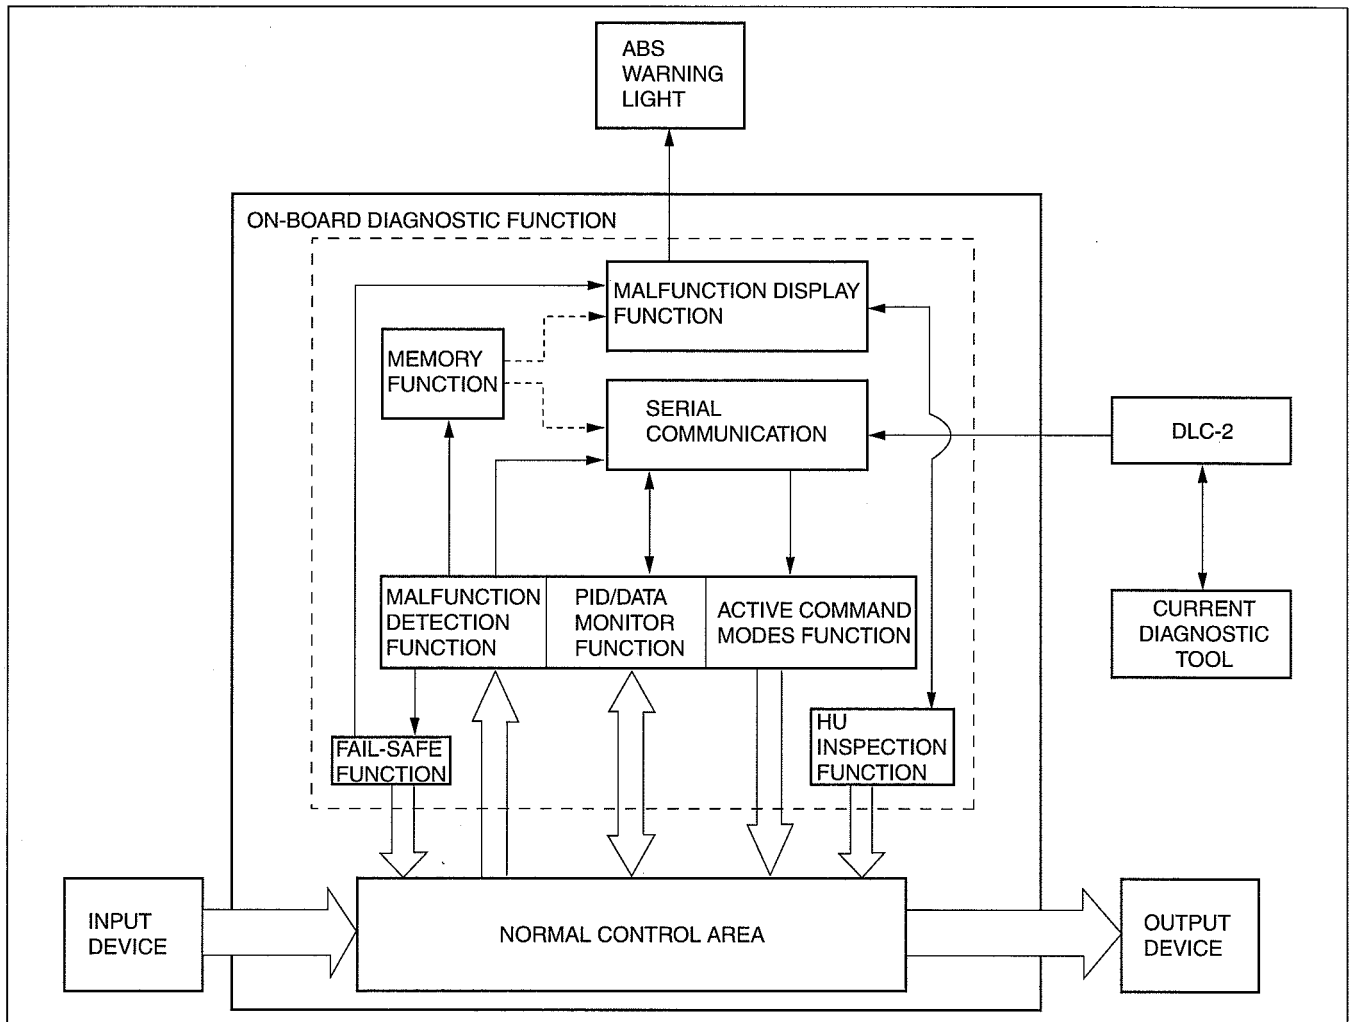 ABS
WARNING
LIGHT
ON-BOARD DIAGNOSTIC FUNCTION
MALFUNCTION DISPLAY
FUNCTION
MEMORY
FUNCTION
SERIAL
COMMUNICATION
DLC-2
MALFUNCTION
DETECTION
FUNCTION
PID/DATA
MONITOR
FUNCTION
ACTIVE COMMAND
MODES FUNCTION
CURRENT
DIAGNOSTIC
TOOL
FAIL-SAFE
FUNCTION
HU
INSPECTION
FUNCTION
INPUT
DEVICE
NORMAL CONTROL AREA
OUTPUT
DEVICE